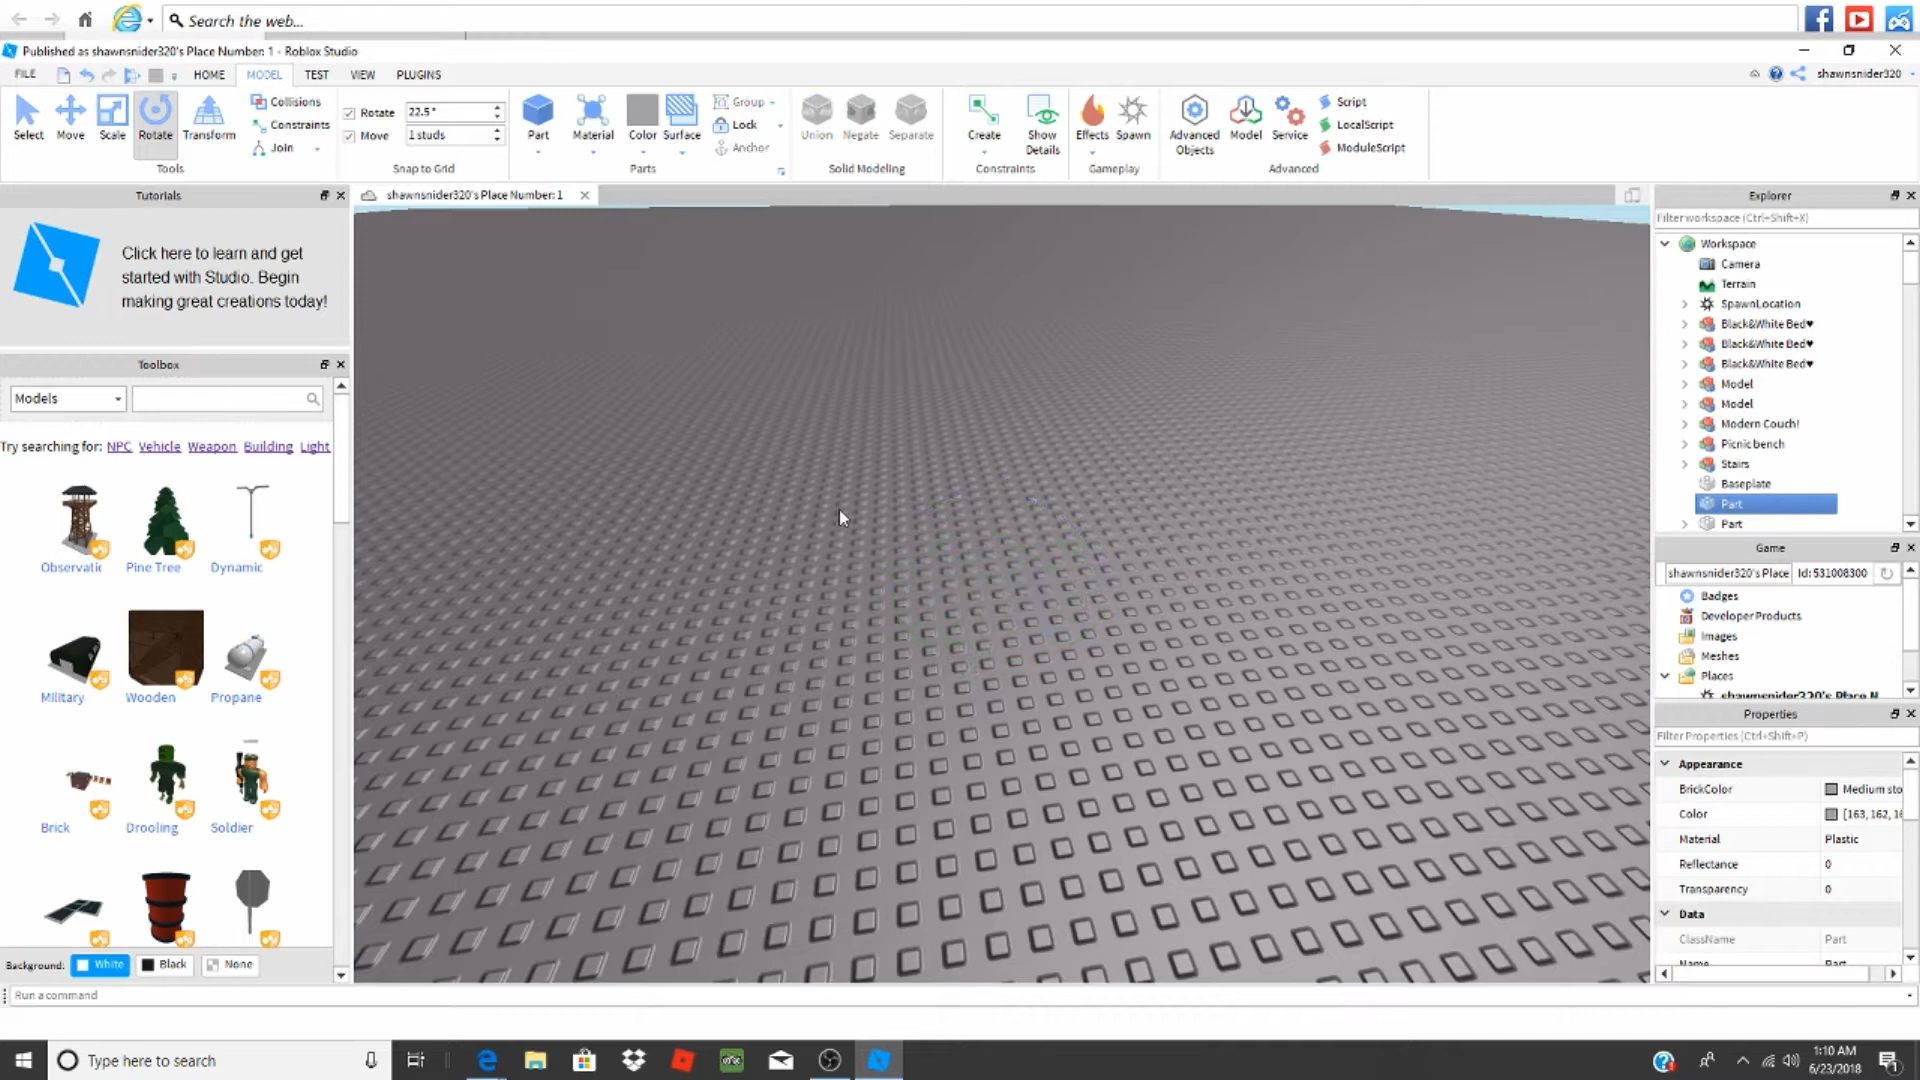 Search the web...
Published as shawnsnider320's Place Number: 1 - Roblox Studio
FILE HOME MODEL TEST VIEW PLUGINS shawnsnider320
Select Move Scale Rotate Transform
Collisions
Constraints
Join
Tools
Rotate 22.5°
Move 1 studs
Snap to Grid
Part Material Color Surface
Group
Lock
Anchor
Parts
Union Negate Separate
Solid Modeling
Create Show Details
Constraints
Effects Spawn
Gameplay
Advanced Objects Model Service
Script
LocalScript
ModuleScript
Advanced
Tutorials
Click here to learn and get
started with Studio. Begin
making great creations today!
Toolbox
Models
Try searching for: NPC Vehicle Weapon Building Light
Observatic Pine Tree Dynamic
Military Wooden Propane
Brick Drooling Soldier
Background: White Black None
Run a command
shawnsnider320's Place Number: 1
Explorer
Filter workspace (Ctrl+Shift+X)
Workspace
Camera
Terrain
SpawnLocation
Black&White Bed♥
Black&White Bed♥
Black&White Bed♥
Model
Model
Modern Couch!
Picnic bench
Stairs
Baseplate
Part
Part
Game
shawnsnider320's Place Id: 531008300
Badges
Developer Products
Images
Meshes
Places
shawnsnider320's Place N
Properties
Filter Properties (Ctrl+Shift+P)
Appearance
BrickColor Medium sto
Color [163, 162, 16
Material Plastic
Reflectance 0
Transparency 0
Data
ClassName Part
Name Part
Type here to search
1:10 AM
6/23/2018